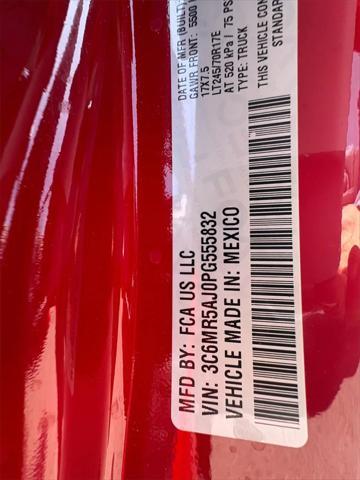 DATE OF MFR (BUILT)
GAWR FRONT: 5500
17X7.5
LT245/70R17E
AT 520 kPa / 75 PS
TYPE: TRUCK
THIS VEHICLE CON
STANDAR
MFD BY: FCA US LLC
VIN: 3C6MR5AJ0PG555832
VEHICLE MADE IN: MEXICO